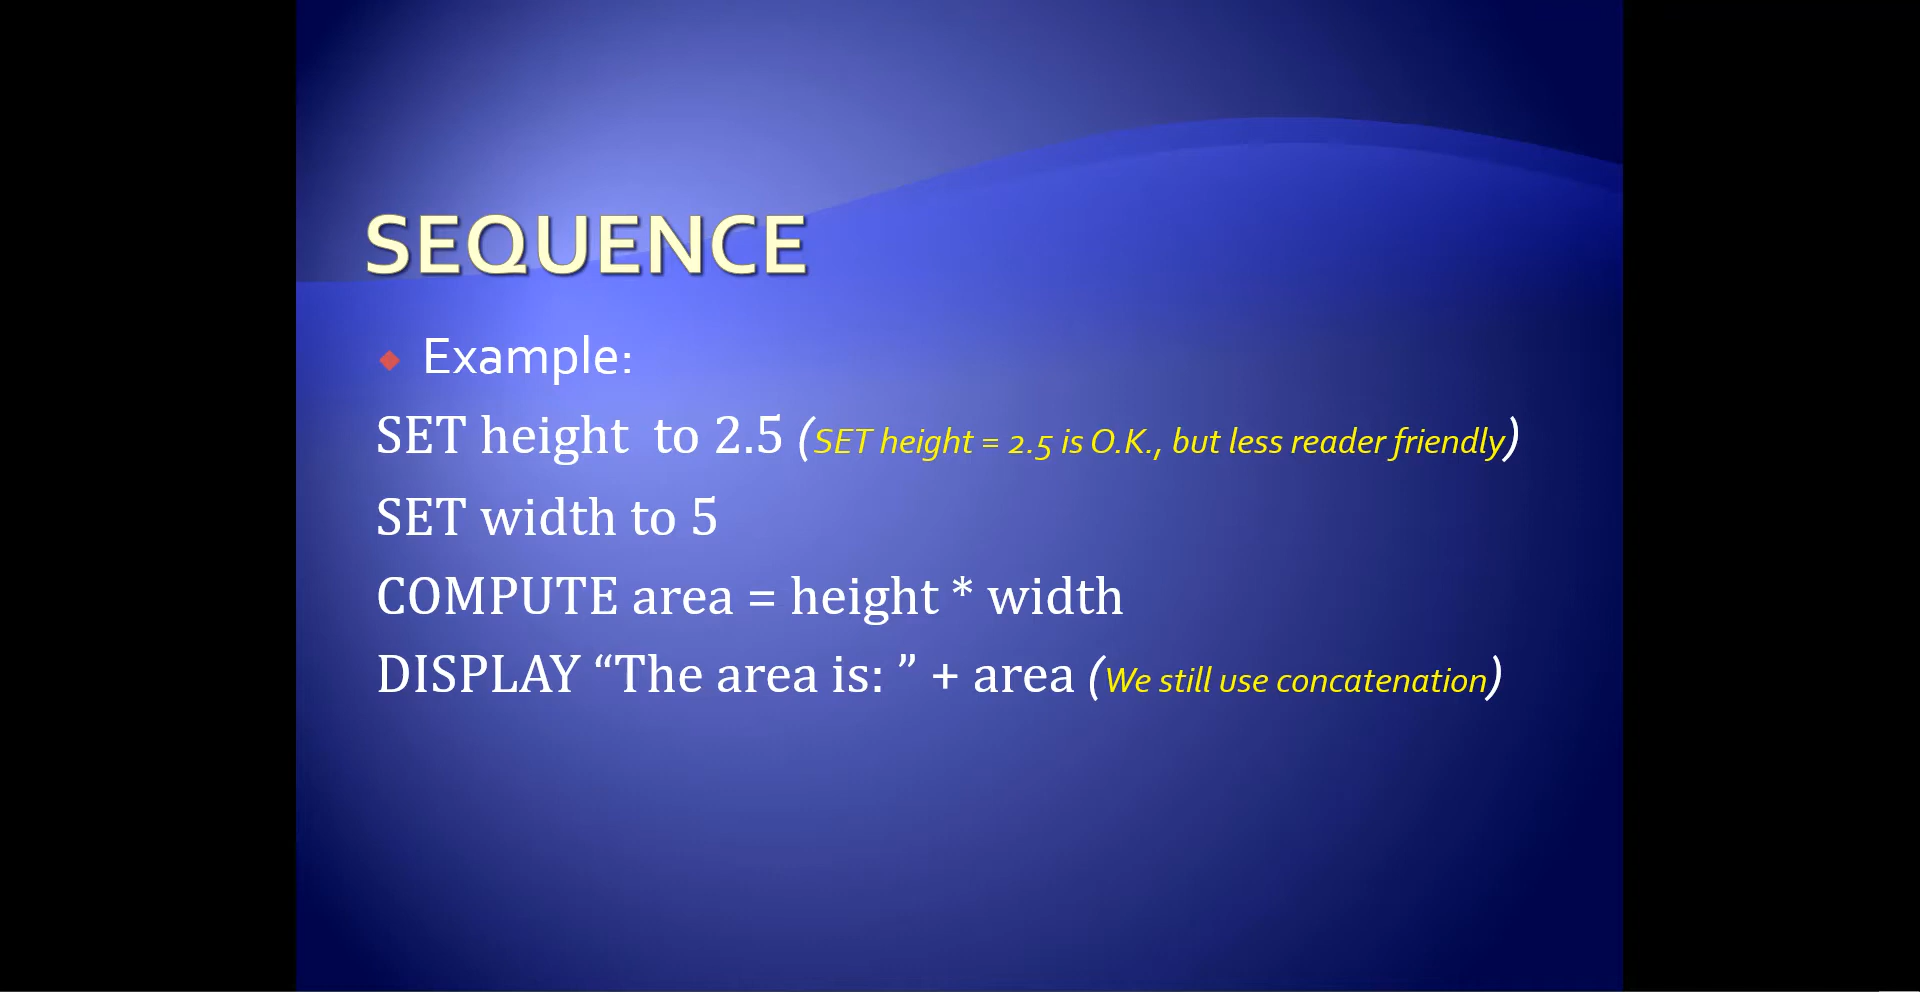 SEQUENCE
Example:
SET height  to 2.5 (SET height = 2.5 is O.K., but less reader friendly)
SET width to 5
COMPUTE area = height * width
DISPLAY “The area is: ” + area (We still use concatenation)